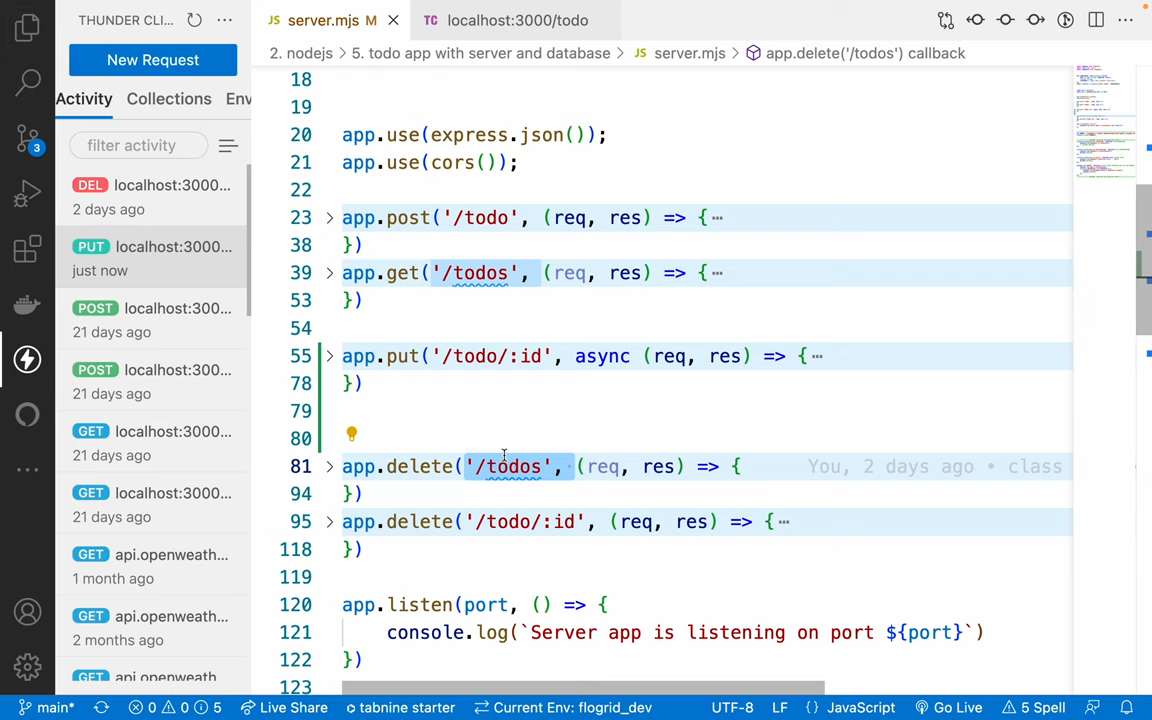 THUNDER CLI...
JS server.mjs M
TC localhost:3000/todo
New Request
2. nodejs > 5. todo app with server and database > JS server.mjs > app.delete('/todos') callback
Activity Collections Env
filter activity
DEL localhost:3000...
2 days ago
PUT localhost:3000...
just now
POST localhost:300...
21 days ago
POST localhost:300...
21 days ago
GET localhost:3000...
21 days ago
GET localhost:3000...
21 days ago
GET api.openweath...
1 month ago
GET api.openweath...
2 months ago
GET api.openweath
3
18
19
20 app.use(express.json());
21 app.use(cors());
22
23 > app.post('/todo', (req, res) => {…
38 })
39 > app.get('/todos', (req, res) => {…
53 })
54
55 > app.put('/todo/:id', async (req, res) => {…
78 })
79
80
81 > app.delete('/todos', (req, res) => { You, 2 days ago • class
94 })
95 > app.delete('/todo/:id', (req, res) => {…
118 })
119
120 app.listen(port, () => {
121 console.log(`Server app is listening on port ${port}`)
122 })
123
main* 0 0 5 Live Share tabnine starter Current Env: flogrid_dev UTF-8 LF {} JavaScript Go Live 5 Spell